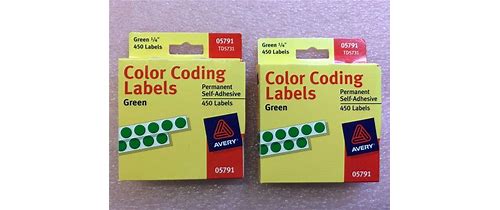 Green ¼"
450 Labels
05791
TD5731
Color Coding
Labels
Green
Permanent
Self-Adhesive
450 Labels
AVERY
05791
Green ¼"
450 Labels
05791
TD5731
Color Coding
Labels
Green
Permanent
Self-Adhesive
450 Labels
AVERY
05791